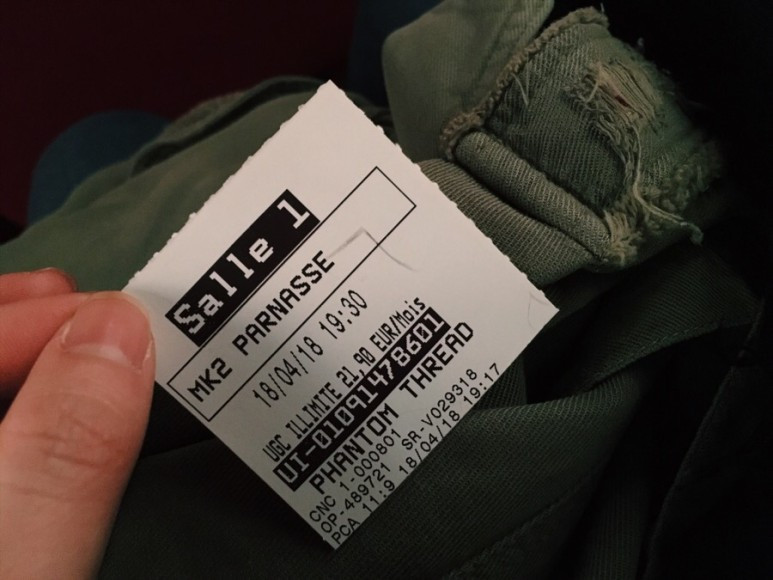 Salle 1
MK2 PARNASSE
18/04/18 19:30
UGC ILLIMITE 21,90 EUR/Mois
UI-01091478601
PHANTOM THREAD
CNC 1-000801 SR-V029318
OP-489721 18/04/18 19:17
PCA 11:9